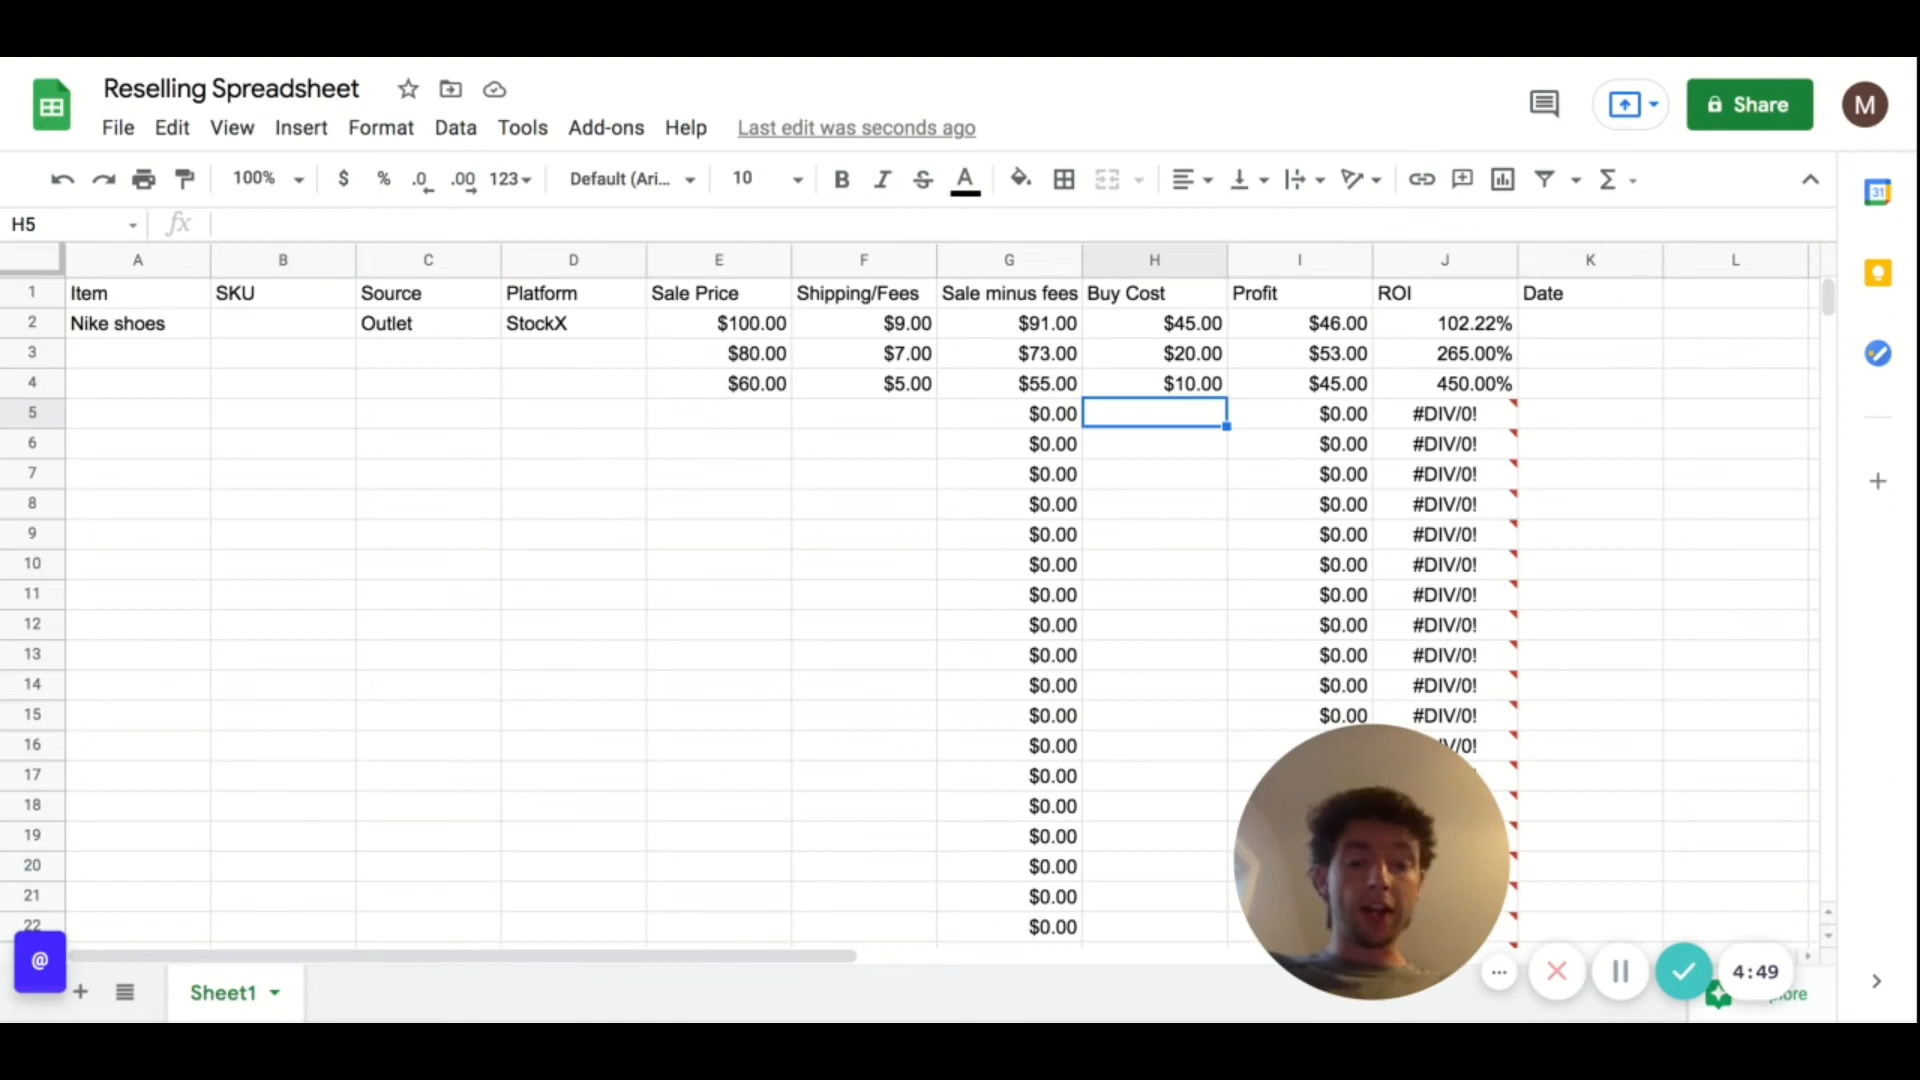 Reselling Spreadsheet
File Edit View Insert Format Data Tools Add-ons Help Last edit was seconds ago
Share
M
100% $ % .0 .00 123 Default (Ari... 10 B I S A Σ
31
H5 fx
A B C D E F G H I J K L
1 Item SKU Source Platform Sale Price Shipping/Fees Sale minus fees Buy Cost Profit ROI Date
2 Nike shoes Outlet StockX $100.00 $9.00 $91.00 $45.00 $46.00 102.22%
3 $80.00 $7.00 $73.00 $20.00 $53.00 265.00%
4 $60.00 $5.00 $55.00 $10.00 $45.00 450.00%
5 $0.00 $0.00 #DIV/0!
6 $0.00 $0.00 #DIV/0!
7 $0.00 $0.00 #DIV/0!
8 $0.00 $0.00 #DIV/0!
9 $0.00 $0.00 #DIV/0!
10 $0.00 $0.00 #DIV/0!
11 $0.00 $0.00 #DIV/0!
12 $0.00 $0.00 #DIV/0!
13 $0.00 $0.00 #DIV/0!
14 $0.00 $0.00 #DIV/0!
15 $0.00 $0.00 #DIV/0!
16 $0.00 V/0!
17 $0.00
18 $0.00
19 $0.00
20 $0.00
21 $0.00
22 $0.00
@
Sheet1
4:49